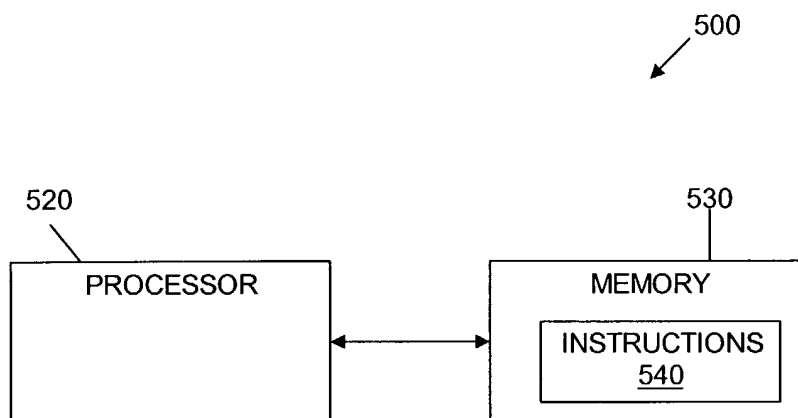 500
520
530
PROCESSOR
MEMORY
INSTRUCTIONS
540